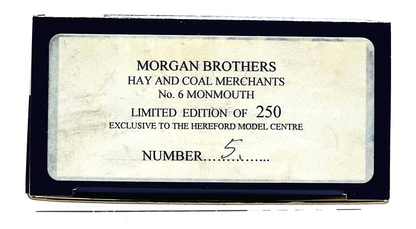 MORGAN BROTHERS
HAY AND COAL MERCHANTS
No. 6 MONMOUTH
LIMITED EDITION OF 250
EXCLUSIVE TO THE HEREFORD MODEL CENTRE
NUMBER.....5.........